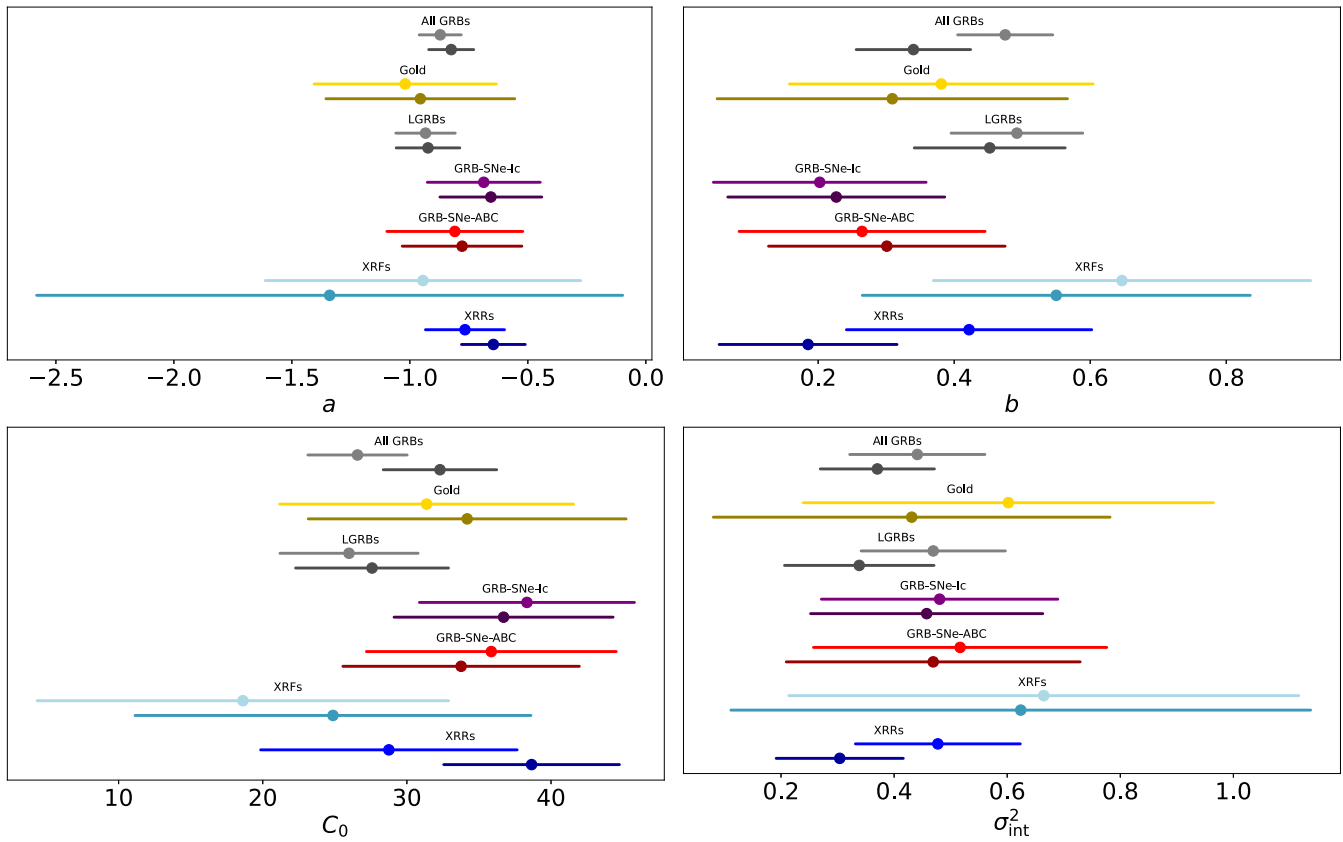 All GRBs
Gold
LGRBs
GRB-SNe-Ic
GRB-SNe-ABC
XRFs
XRRs
−2.5 −2.0 −1.5 −1.0 −0.5 0.0
a
All GRBs
Gold
LGRBs
GRB-SNe-Ic
GRB-SNe-ABC
XRFs
XRRs
0.2 0.4 0.6 0.8
b
All GRBs
Gold
LGRBs
GRB-SNe-Ic
GRB-SNe-ABC
XRFs
XRRs
10 20 30 40
C₀
All GRBs
Gold
LGRBs
GRB-SNe-Ic
GRB-SNe-ABC
XRFs
XRRs
0.2 0.4 0.6 0.8 1.0
σ²int